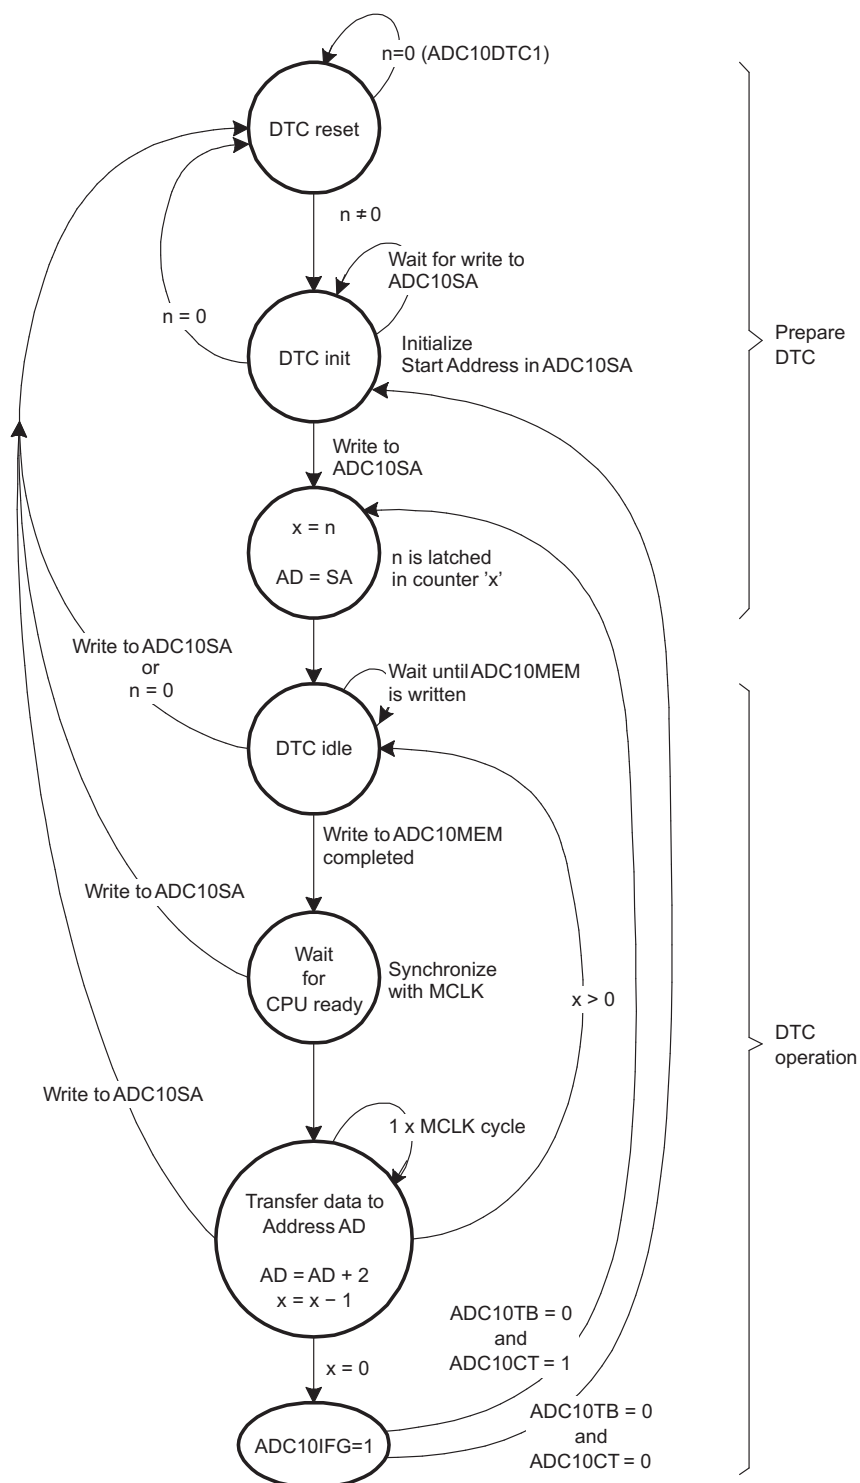 n=0 (ADC10DTC1)
DTC reset
n ≠ 0
Wait for write to
ADC10SA
n = 0
DTC init
Initialize
Start Address in ADC10SA
Prepare
DTC
Write to
ADC10SA
x = n
AD = SA
n is latched
in counter ’x’
Write to ADC10SA
or
n = 0
Wait until ADC10MEM
is written
DTC idle
Write to ADC10MEM
completed
Write to ADC10SA
Wait
for
CPU ready
Synchronize
with MCLK
x > 0
DTC
operation
Write to ADC10SA
1 x MCLK cycle
Transfer data to
Address AD
AD = AD + 2
x = x − 1
ADC10TB = 0
and
ADC10CT = 1
x = 0
ADC10IFG=1
ADC10TB = 0
and
ADC10CT = 0